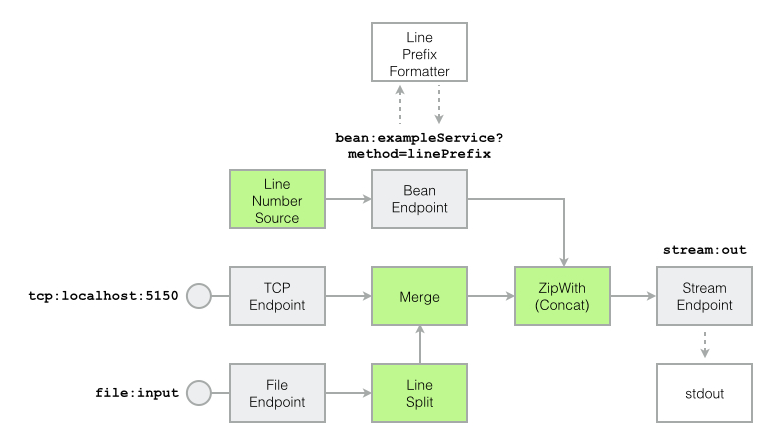 Line
Prefix
Formatter
bean:exampleService?
method=linePrefix
Line
Number
Source
Bean
Endpoint
stream:out
tcp:localhost:5150
TCP
Endpoint
Merge
ZipWith
(Concat)
Stream
Endpoint
file:input
File
Endpoint
Line
Split
stdout